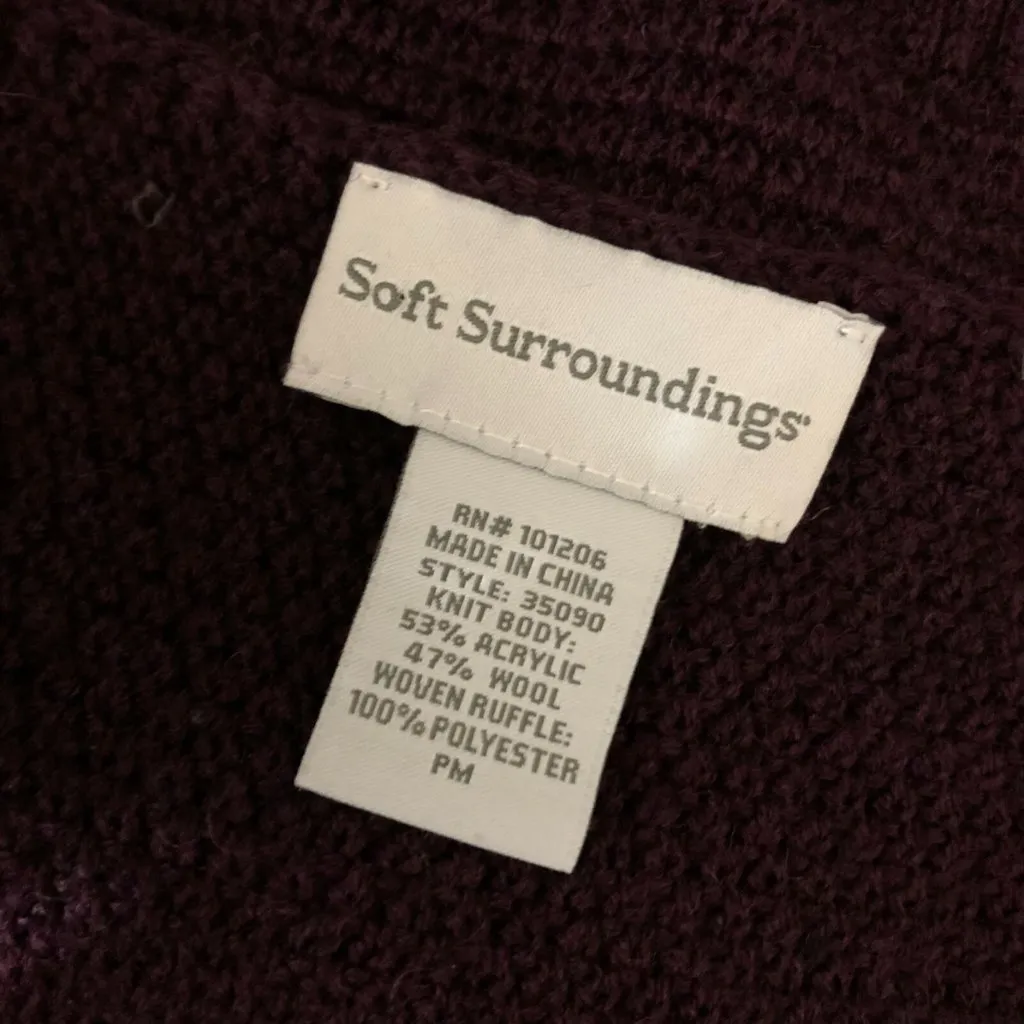 Soft Surroundings
RN# 101206
MADE IN CHINA
STYLE: 35090
KNIT BODY:
53% ACRYLIC
47% WOOL
WOVEN RUFFLE:
100% POLYESTER
PM